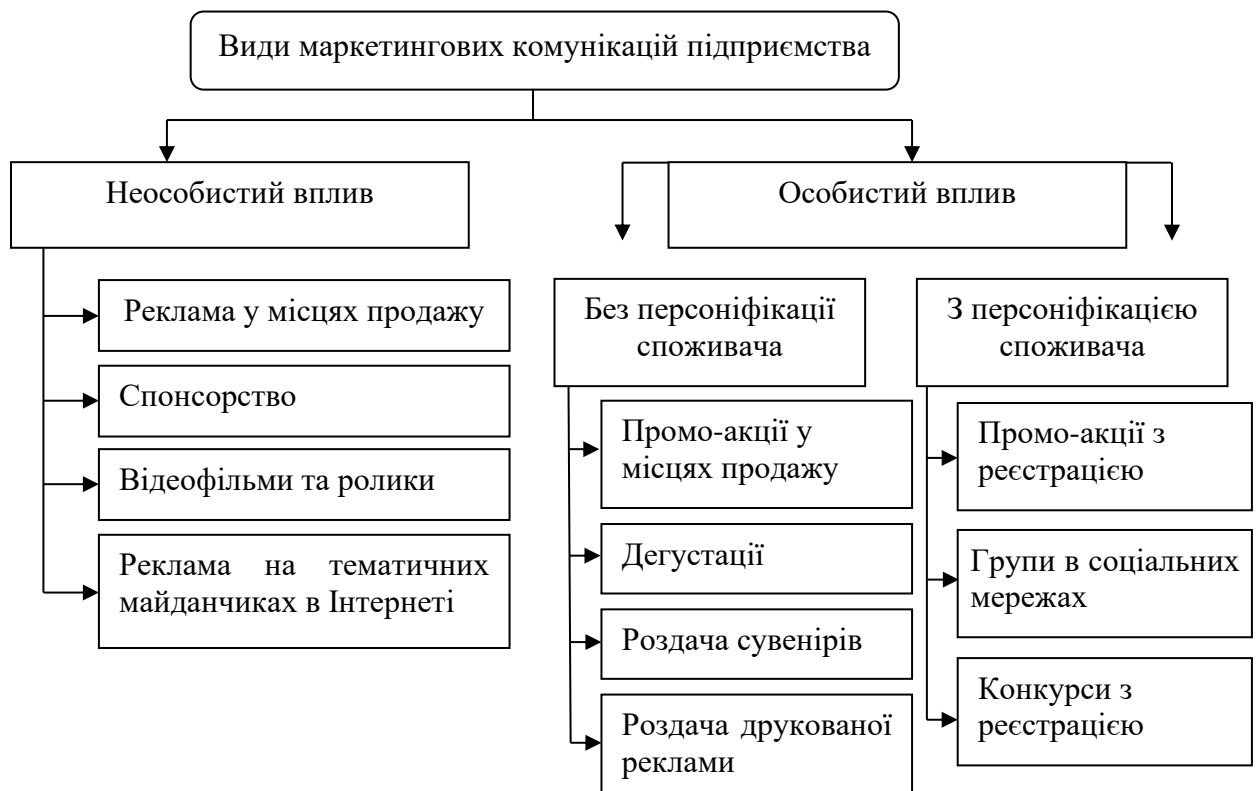 Види маркетингових комунікацій підприємства
Неособистий вплив
Особистий вплив
Реклама у місцях продажу
Спонсорство
Відеофільми та ролики
Реклама на тематичних
майданчиках в Інтернеті
Без персоніфікації
споживача
Промо-акції у
місцях продажу
Дегустації
Роздача сувенірів
Роздача друкованої
реклами
З персоніфікацією
споживача
Промо-акції з
реєстрацією
Групи в соціальних
мережах
Конкурси з
реєстрацією